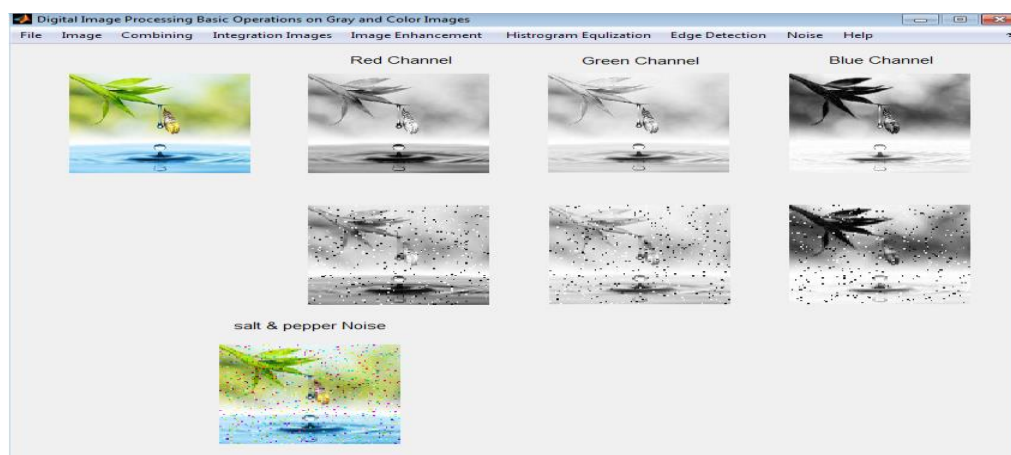 Digital Image Processing Basic Operations on Gray and Color Images
File Image Combining Integration Images Image Enhancement Histrogram Equlization Edge Detection Noise Help
Red Channel Green Channel Blue Channel
salt & pepper Noise